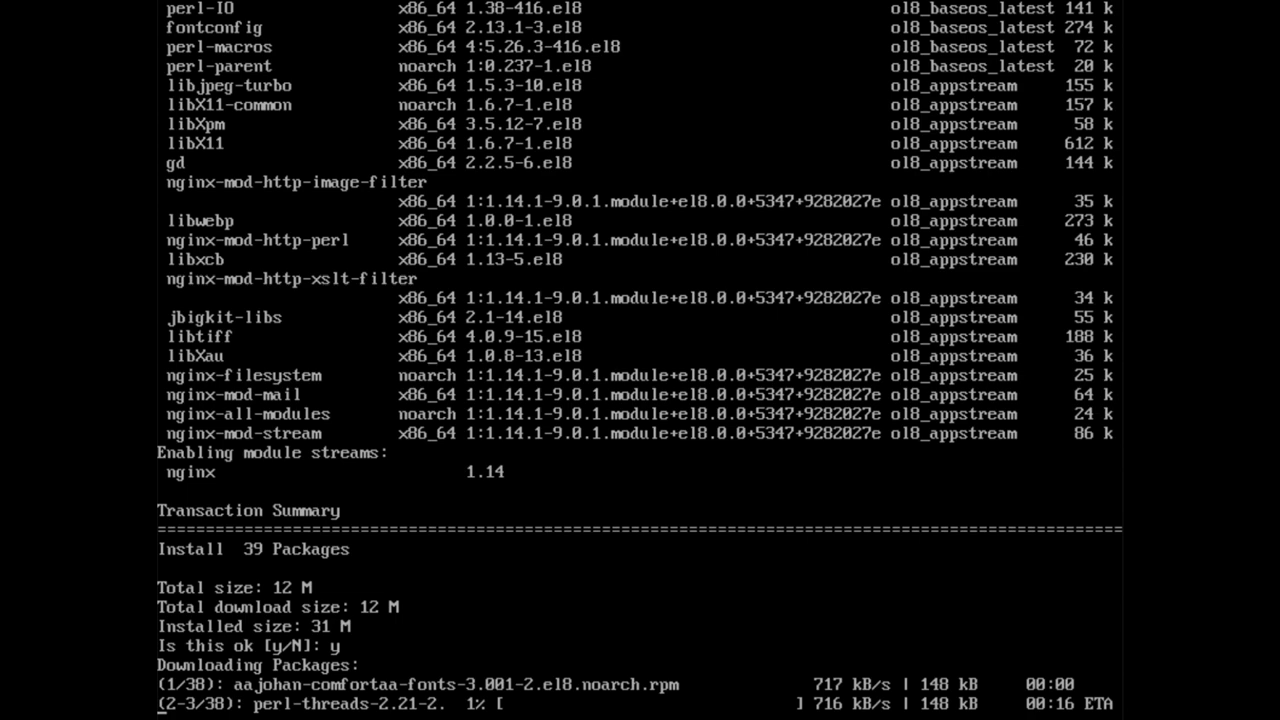 perl-IO x86_64 1.38-416.el8 ol8_baseos_latest 141 k
fontconfig x86_64 2.13.1-3.el8 ol8_baseos_latest 274 k
perl-macros x86_64 4:5.26.3-416.el8 ol8_baseos_latest 72 k
perl-parent noarch 1:0.237-1.el8 ol8_baseos_latest 20 k
libjpeg-turbo x86_64 1.5.3-10.el8 ol8_appstream 155 k
libX11-common noarch 1.6.7-1.el8 ol8_appstream 157 k
libXpm x86_64 3.5.12-7.el8 ol8_appstream 58 k
libX11 x86_64 1.6.7-1.el8 ol8_appstream 612 k
gd x86_64 2.2.5-6.el8 ol8_appstream 144 k
nginx-mod-http-image-filter
x86_64 1:1.14.1-9.0.1.module+el8.0.0+5347+9282027e ol8_appstream 35 k
libwebp x86_64 1.0.0-1.el8 ol8_appstream 273 k
nginx-mod-http-perl x86_64 1:1.14.1-9.0.1.module+el8.0.0+5347+9282027e ol8_appstream 46 k
libxcb x86_64 1.13-5.el8 ol8_appstream 230 k
nginx-mod-http-xslt-filter
x86_64 1:1.14.1-9.0.1.module+el8.0.0+5347+9282027e ol8_appstream 34 k
jbigkit-libs x86_64 2.1-14.el8 ol8_appstream 55 k
libtiff x86_64 4.0.9-15.el8 ol8_appstream 188 k
libXau x86_64 1.0.8-13.el8 ol8_appstream 36 k
nginx-filesystem noarch 1:1.14.1-9.0.1.module+el8.0.0+5347+9282027e ol8_appstream 25 k
nginx-mod-mail x86_64 1:1.14.1-9.0.1.module+el8.0.0+5347+9282027e ol8_appstream 64 k
nginx-all-modules noarch 1:1.14.1-9.0.1.module+el8.0.0+5347+9282027e ol8_appstream 24 k
nginx-mod-stream x86_64 1:1.14.1-9.0.1.module+el8.0.0+5347+9282027e ol8_appstream 86 k
Enabling module streams:
nginx 1.14
Transaction Summary
====================================================================================================
Install 39 Packages
Total size: 12 M
Total download size: 12 M
Installed size: 31 M
Is this ok [y/N]: y
Downloading Packages:
(1/38): aajohan-comfortaa-fonts-3.001-2.el8.noarch.rpm 717 kB/s | 148 kB 00:00
(2-3/38): perl-threads-2.21-2. 1% [ ] 716 kB/s | 148 kB 00:16 ETA